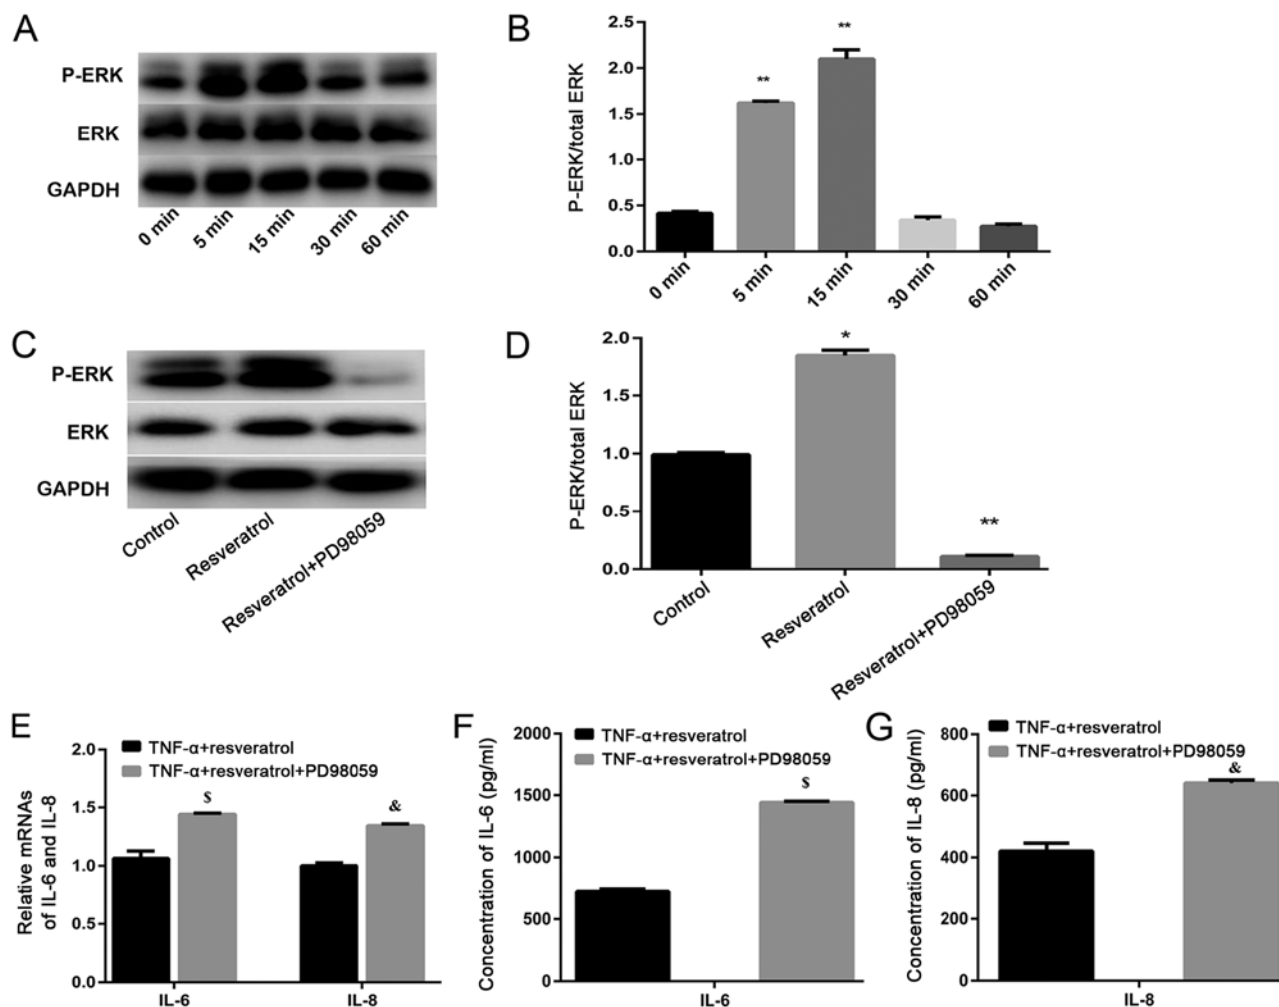 A
P-ERK
ERK
GAPDH
0 min
5 min
15 min
30 min
60 min
B
P-ERK/total ERK
2.5
2.0
1.5
1.0
0.5
0.0
**
**
0 min
5 min
15 min
30 min
60 min
C
P-ERK
ERK
GAPDH
Control
Resveratrol
Resveratrol+PD98059
D
P-ERK/total ERK
2.0
1.5
1.0
0.5
0.0
*
**
Control
Resveratrol
Resveratrol+PD98059
E
TNF-α+resveratrol
TNF-α+resveratrol+PD98059
Relative mRNAs
of IL-6 and IL-8
2.0
1.5
1.0
0.5
0.0
$
&
IL-6
IL-8
F
TNF-α+resveratrol
TNF-α+resveratrol+PD98059
Concentration of IL-6 (pg/ml)
2000
1500
1000
500
0
$
IL-6
G
TNF-α+resveratrol
TNF-α+resveratrol+PD98059
Concentration of IL-8 (pg/ml)
800
600
400
200
0
&
IL-8